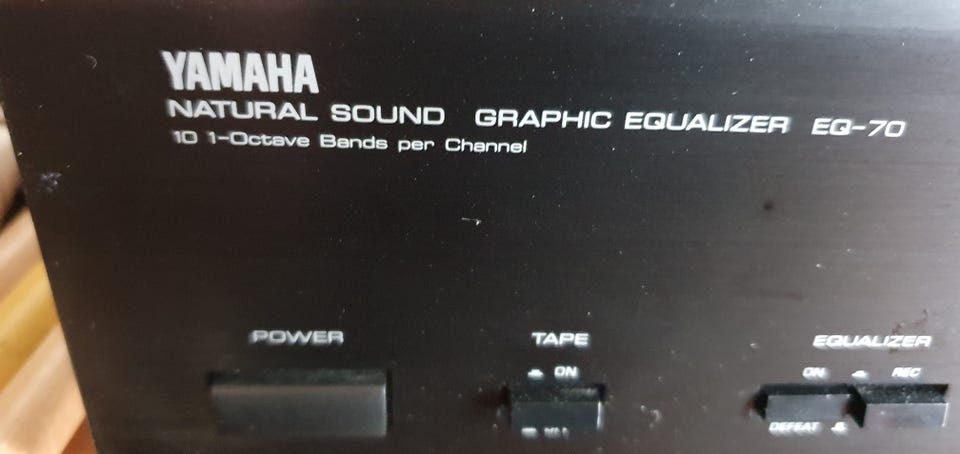 YAMAHA
NATURAL SOUND GRAPHIC EQUALIZER EQ-70
10 1-Octave Bands per Channel
POWER TAPE EQUALIZER
ON ON REC
DEFEAT